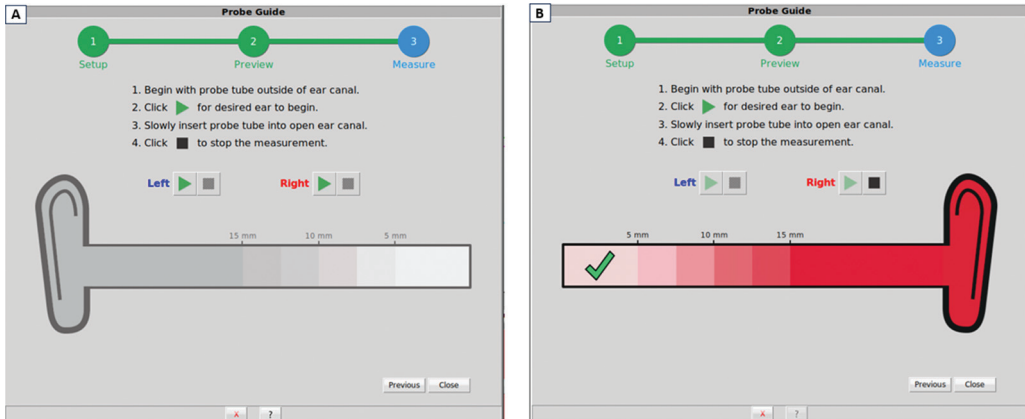 A
Probe Guide
1
2
3
Setup
Preview
Measure
1. Begin with probe tube outside of ear canal.
2. Click for desired ear to begin.
3. Slowly insert probe tube into open ear canal.
4. Click to stop the measurement.
Left
Right
15 mm
10 mm
5 mm
Previous
Close
X
?
B
Probe Guide
1
2
3
Setup
Preview
Measure
1. Begin with probe tube outside of ear canal.
2. Click for desired ear to begin.
3. Slowly insert probe tube into open ear canal.
4. Click to stop the measurement.
Left
Right
5 mm
10 mm
15 mm
Previous
Close
X
?